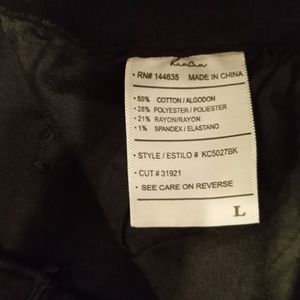 • RN# 144635 MADE IN CHINA
• 50% COTTON / ALGODON
• 28% POLYESTER / POLIESTER
• 21% RAYON/RAYON
• 1% SPANDEX / ELASTANO
• STYLE / ESTILO # KC5027BK
• CUT # 31921
• SEE CARE ON REVERSE
L